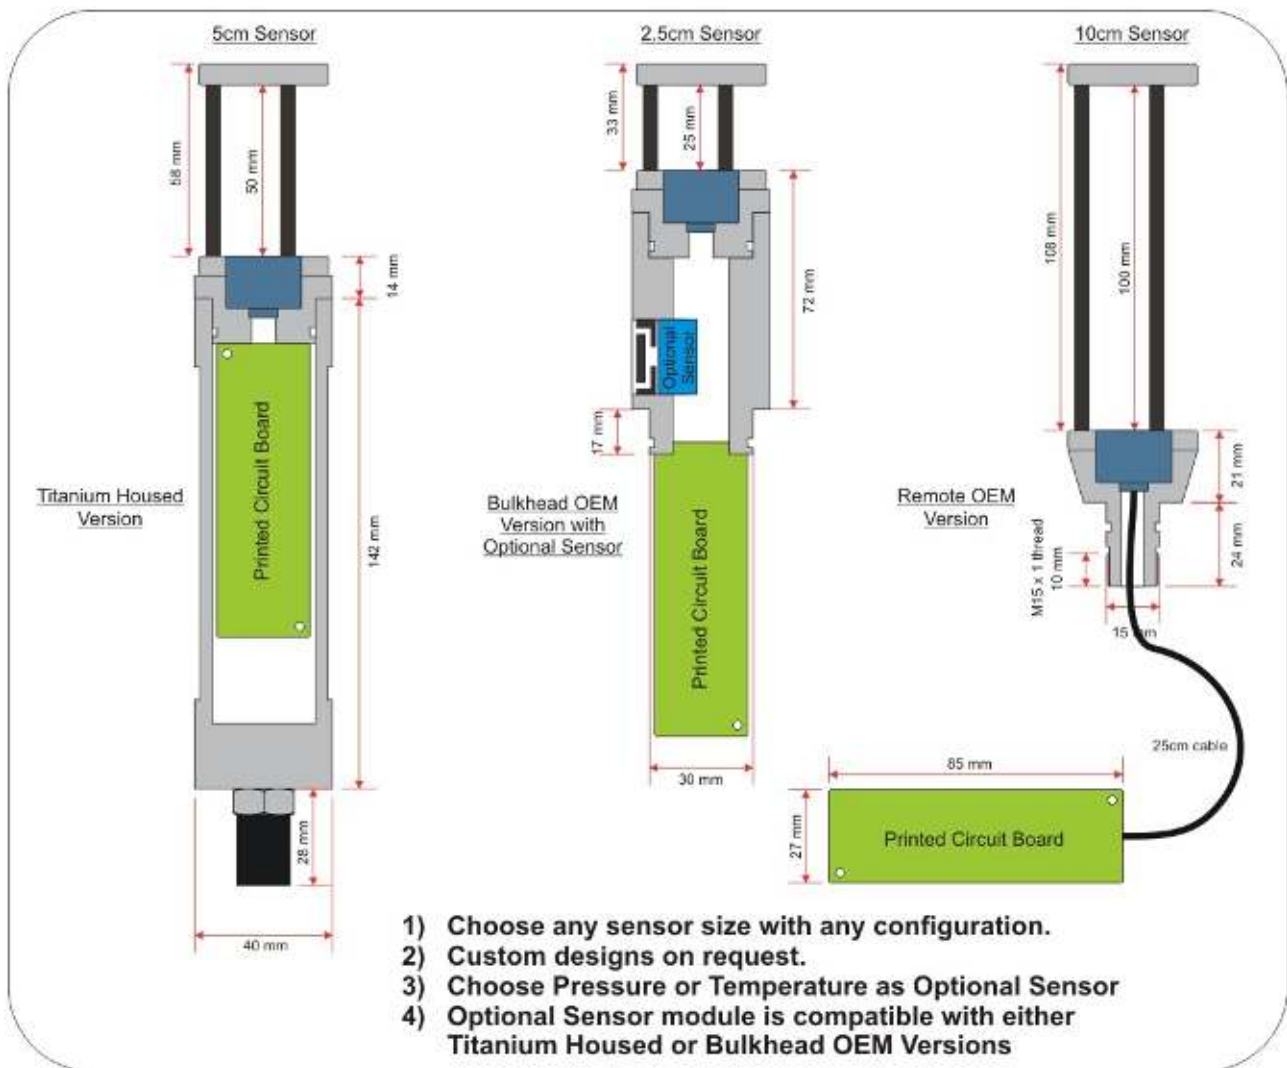 5cm Sensor
2.5cm Sensor
10cm Sensor
58 mm
50 mm
14 mm
142 mm
Printed Circuit Board
Titanium Housed
Version
28 mm
40 mm
33 mm
25 mm
72 mm
Optional
Sensor
17 mm
Bulkhead OEM
Version with
Optional Sensor
Printed Circuit Board
30 mm
108 mm
100 mm
21 mm
24 mm
Remote OEM
Version
M15 x 1 thread
10 mm
15 mm
25cm cable
85 mm
27 mm
Printed Circuit Board
1) Choose any sensor size with any configuration.
2) Custom designs on request.
3) Choose Pressure or Temperature as Optional Sensor
4) Optional Sensor module is compatible with either
Titanium Housed or Bulkhead OEM Versions